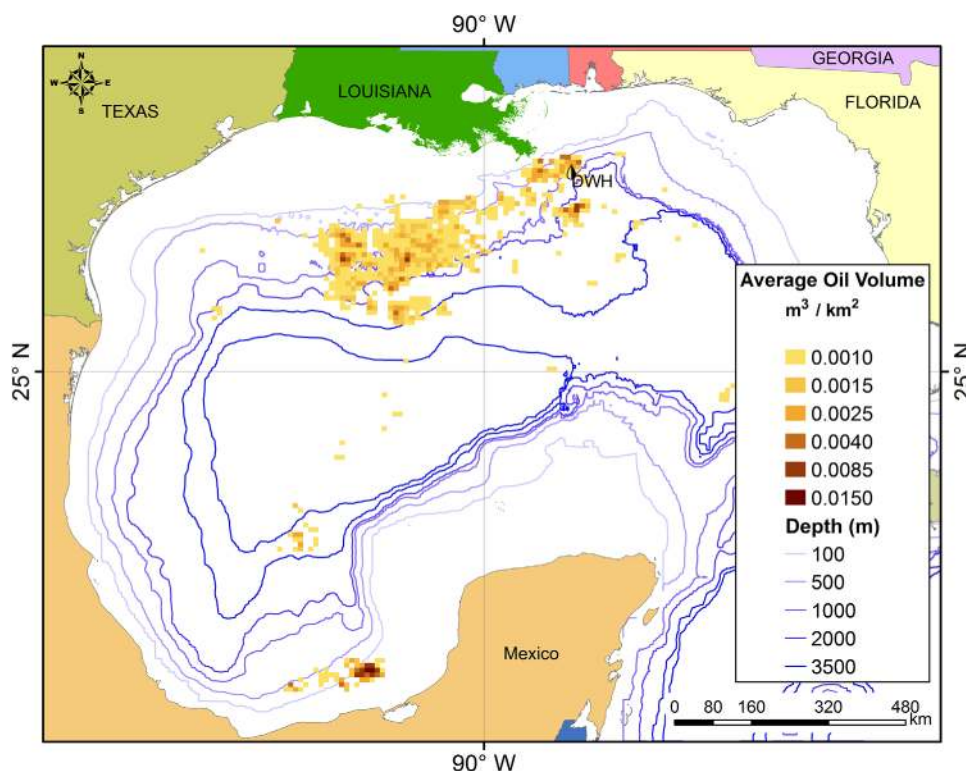 90° W
N
W E
S
TEXAS
LOUISIANA
GEORGIA
FLORIDA
DWH
25° N
25° N
Average Oil Volume
m³ / km²
0.0010
0.0015
0.0025
0.0040
0.0085
0.0150
Depth (m)
100
500
1000
2000
3500
Mexico
0 80 160 320 480
km
90° W